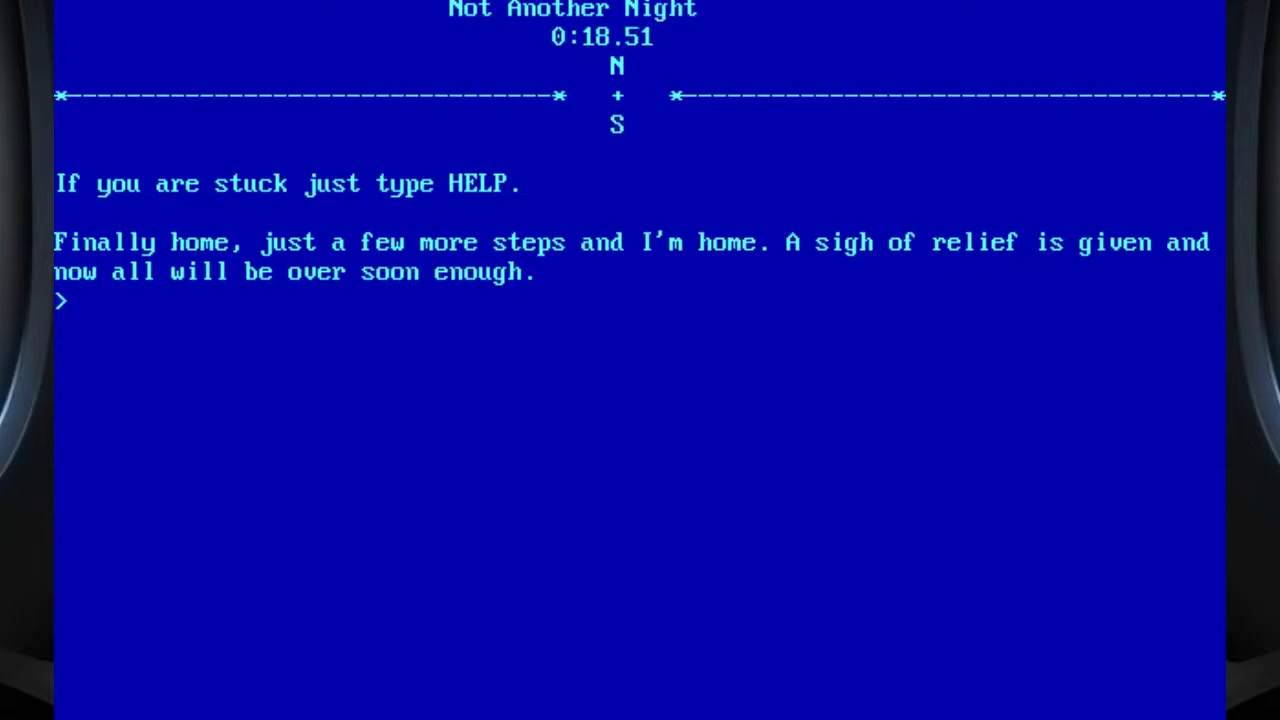 Not Another Night
0:18.51
N
*----------------------------------* + *-------------------------------------*
S
If you are stuck just type HELP.
Finally home, just a few more steps and I'm home. A sigh of relief is given and
now all will be over soon enough.
>